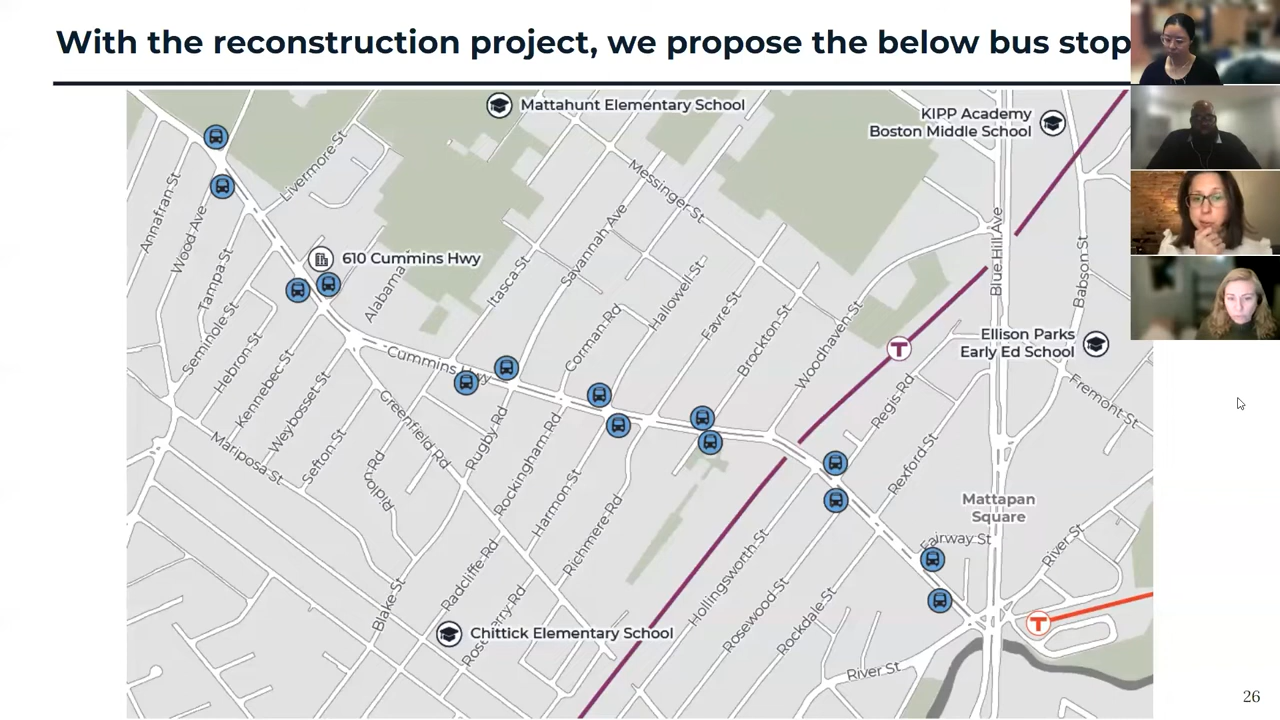 With the reconstruction project, we propose the below bus stop
Mattahunt Elementary School
KIPP Academy
Boston Middle School
Livermore St
Messinger St
Annafran St
Wood Ave
Tampa St
Seminole St
Hebron St
Kennebec St
Weybosset St
Sefton St
Mariposa St
610 Cummins Hwy
Alabama
Itasca St
Savannah Ave
Hallowell St
Corman Rd
Favre St
Brockton St
Woodhaven St
Blue Hill Ave
Babson St
T
Ellison Parks
Early Ed School
Fremont St
Cummins Hwy
Greenfield Rd
Rugby Rd
Rockingham Rd
Harmon St
Richmere Rd
Ridlon Rd
Regis Rd
Rexford St
Mattapan
Square
Fairway St
River St
Blake St
Radcliffe Rd
Hollingsworth St
Rosewood St
Rockdale St
T
Chittick Elementary School
River St
26